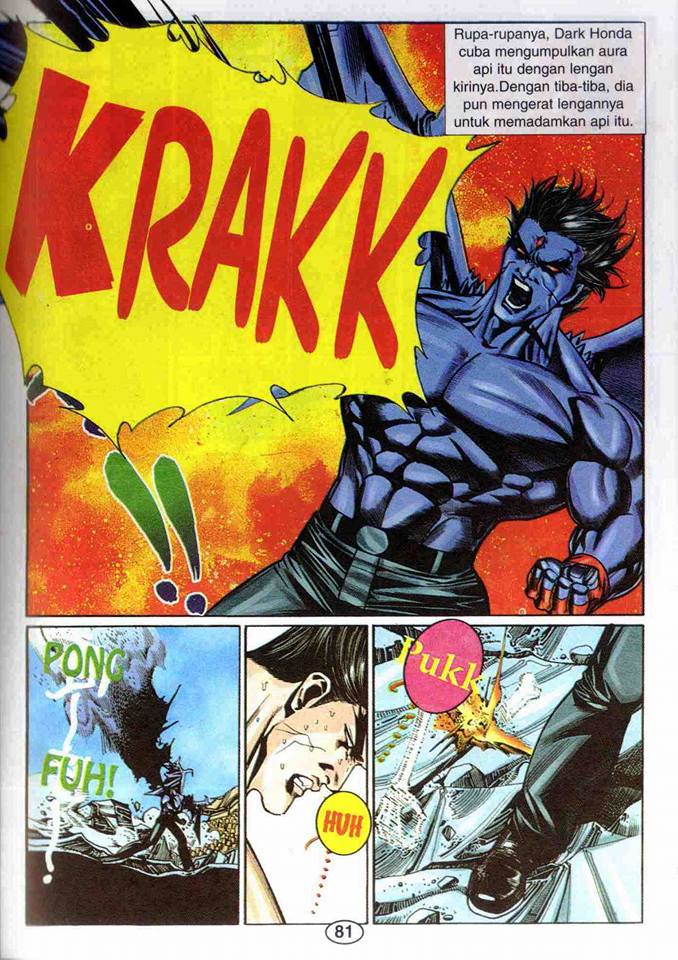 Rupa-rupanya, Dark Honda
cuba mengumpulkan aura
api itu dengan lengan
kirinya.Dengan tiba-tiba, dia
pun mengerat lengannya
untuk memadamkan api itu.
KRAKK
!!
PONG
FUH!
HUH
Pukk
81